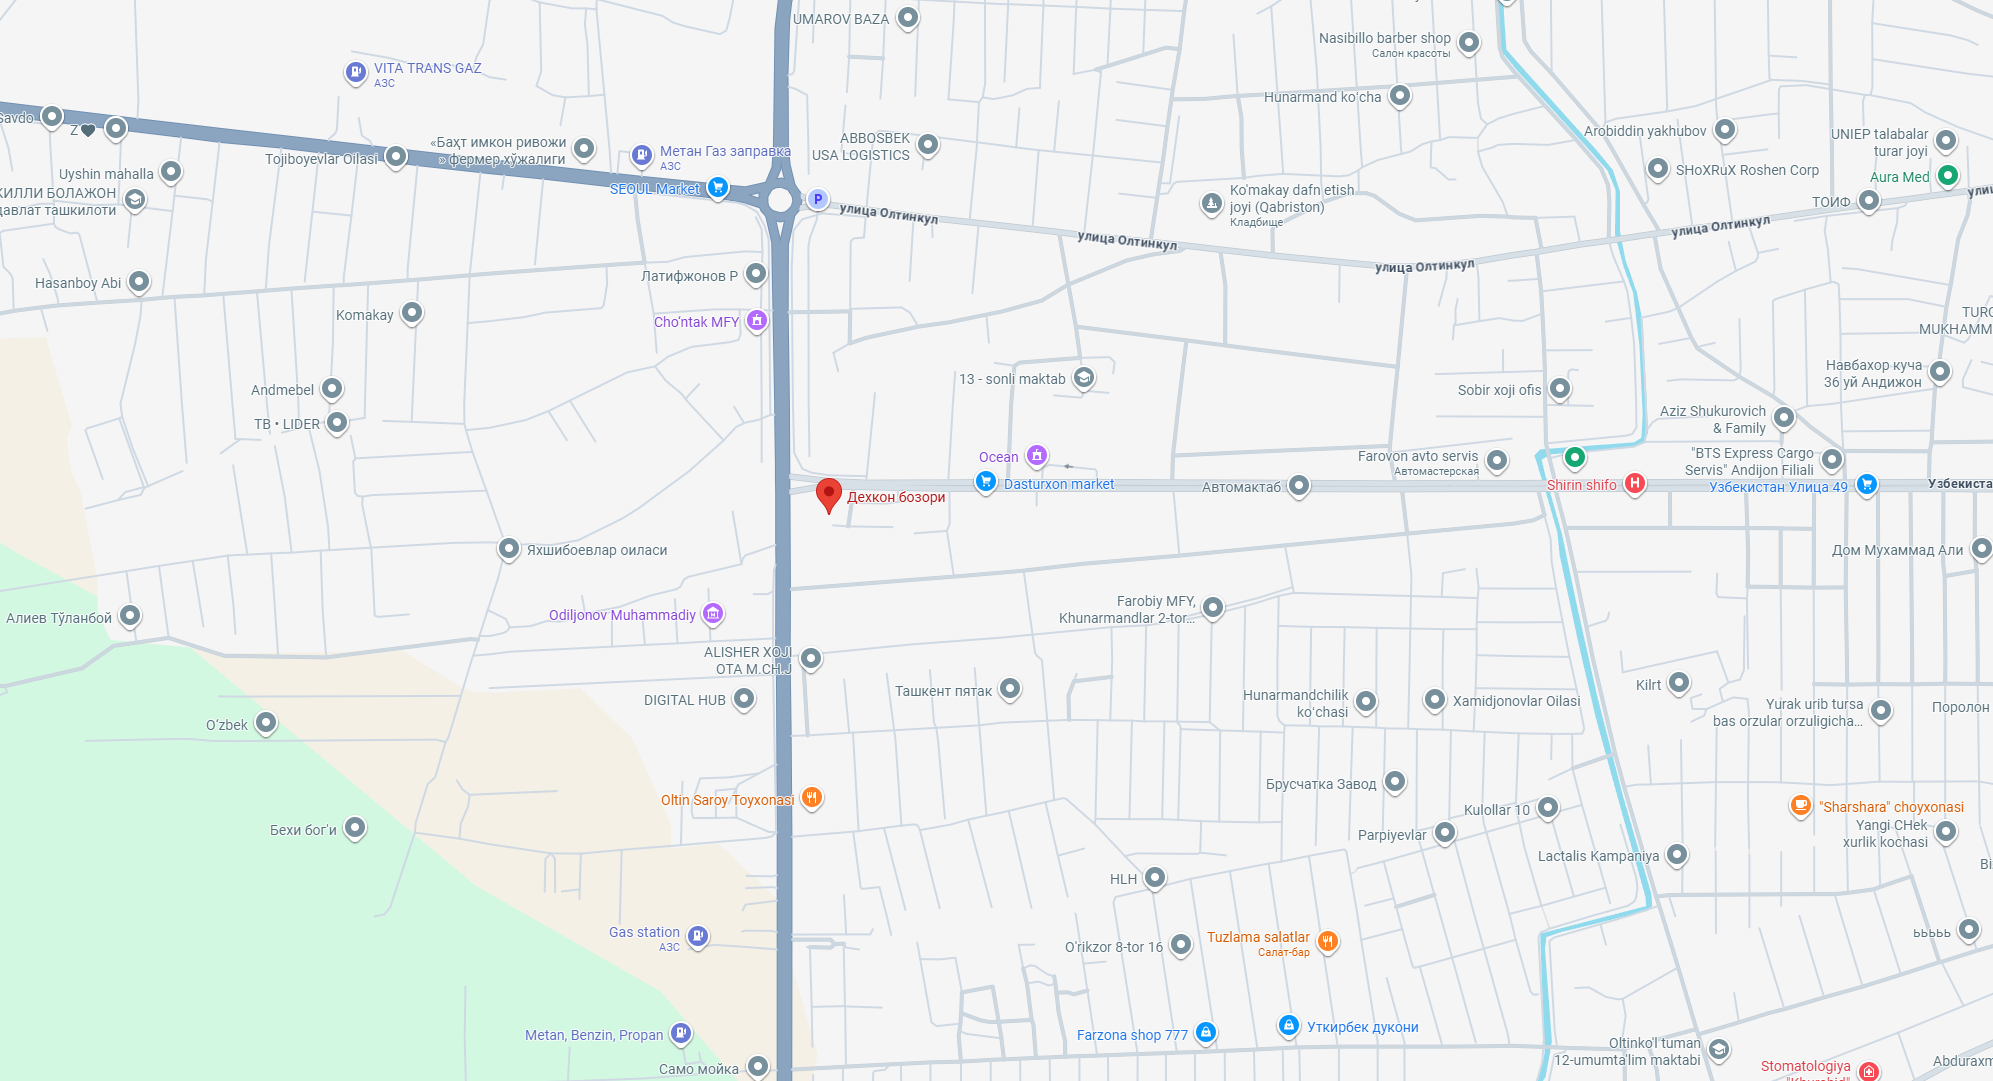 UMAROV BAZA
Nasibillo barber shop
Салон красоты
VITA TRANS GAZ
АЗС
Hunarmand ko'cha
Savdo
Z🖤
«Баҳт имкон ривожи
» фермер хўжалиги
Tojiboyevlar Oilasi
Метан Газ заправка
АЗС
ABBOSBEK
USA LOGISTICS
Arobiddin yakhubov
UNIEP talabalar
turar joyi
Uyshin mahalla
SHoXRuX Roshen Corp
Aura Med
КИЛЛИ БОЛАЖОН
давлат ташкилоти
SEOUL Market
P
улица Олтинкул
Ko'makay dafn etish
joyi (Qabriston)
Кладбище
ТОИФ
улица Олтинкул
улица Олтинкул
улица Олтинкул
Hasanboy Abi
Латифжонов Р
Komakay
Cho'ntak MFY
MUKHAMM
13 - sonli maktab
Навбахор куча
36 уй Андижон
Andmebel
Sobir xoji ofis
TB • LIDER
Aziz Shukurovich
& Family
Ocean
Farovon avto servis
Автомастерская
"BTS Express Cargo
Servis" Andijon Filiali
Dasturxon market
Автомактаб
Shirin shifo
H
Узбекистан Улица 49
Узбекиста
Дехкон бозори
Яхшибоевлар оиласи
Дом Мухаммад Али
Алиев Тўланбой
Odiljonov Muhammadiy
Farobiy MFY,
Khunarmandlar 2-tor...
ALISHER XOJI
OTA M.CH.J
DIGITAL HUB
Ташкент пятак
Hunarmandchilik
ko'chasi
Xamidjonovlar Oilasi
Kilrt
Yurak urib tursa
bas orzular orzuligicha...
Поролон
O'zbek
Oltin Saroy Toyxonasi
Брусчатка Завод
Kulollar 10
"Sharshara" choyxonasi
Yangi CHek
xurlik kochasi
Бехи боғ'и
Parpiyevlar
Lactalis Kampaniya
HLH
Gas station
АЗС
O'rikzor 8-tor 16
Tuzlama salatlar
Салат-бар
ььььь
Metan, Benzin, Propan
Farzona shop 777
Уткирбек дукони
Oltinko'l tuman
12-umumta'lim maktabi
Само мойка
Stomatologiya
Abduraxm